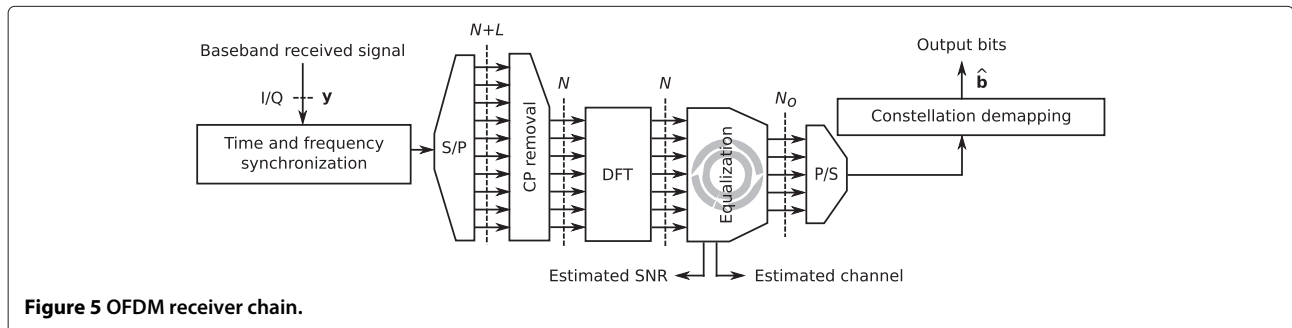 Baseband received signal
I/Q
y
Time and frequency
synchronization
S/P
N+L
CP removal
N
DFT
N
Equalization
N_O
P/S
Output bits
b̂
Constellation demapping
Estimated SNR
Estimated channel
Figure 5 OFDM receiver chain.